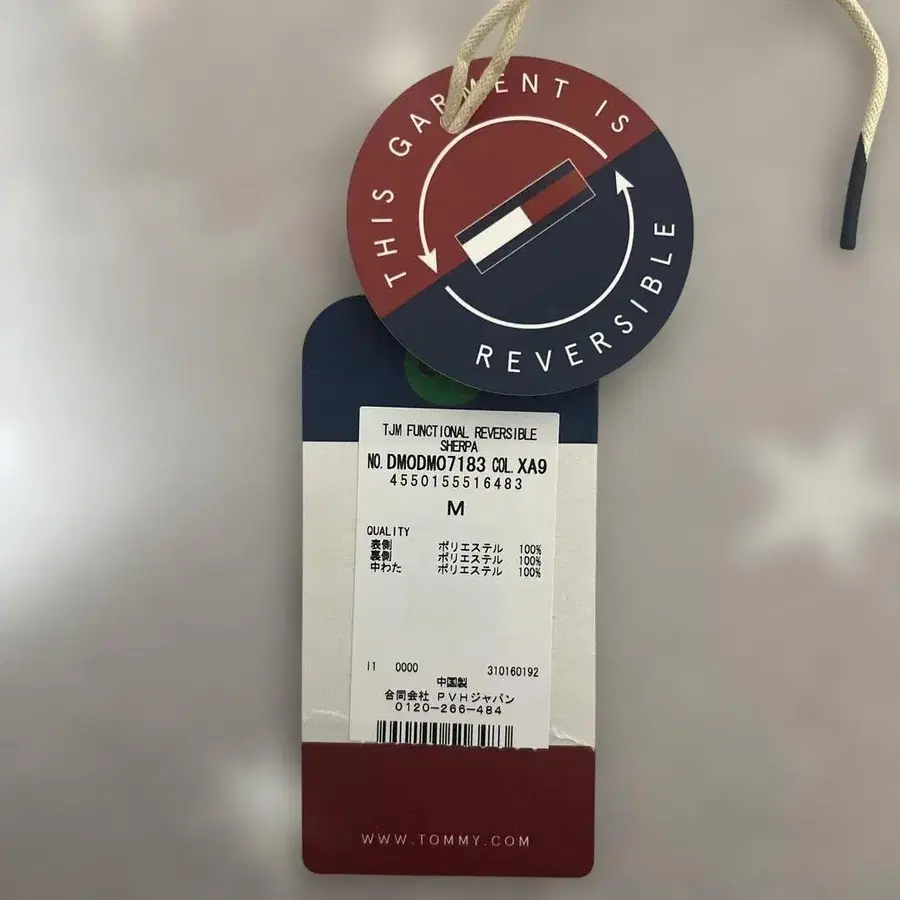 THIS GARMENT IS
REVERSIBLE
TJM FUNCTIONAL REVERSIBLE
SHERPA
NO. DM0DM07183 COL. XA9
4550155516483
M
QUALITY
表側 ポリエステル 100%
裏側 ポリエステル 100%
中わた ポリエステル 100%
I1 0000 310160192
中国製
合同会社 PVHジャパン
0120-266-484
WWW.TOMMY.COM